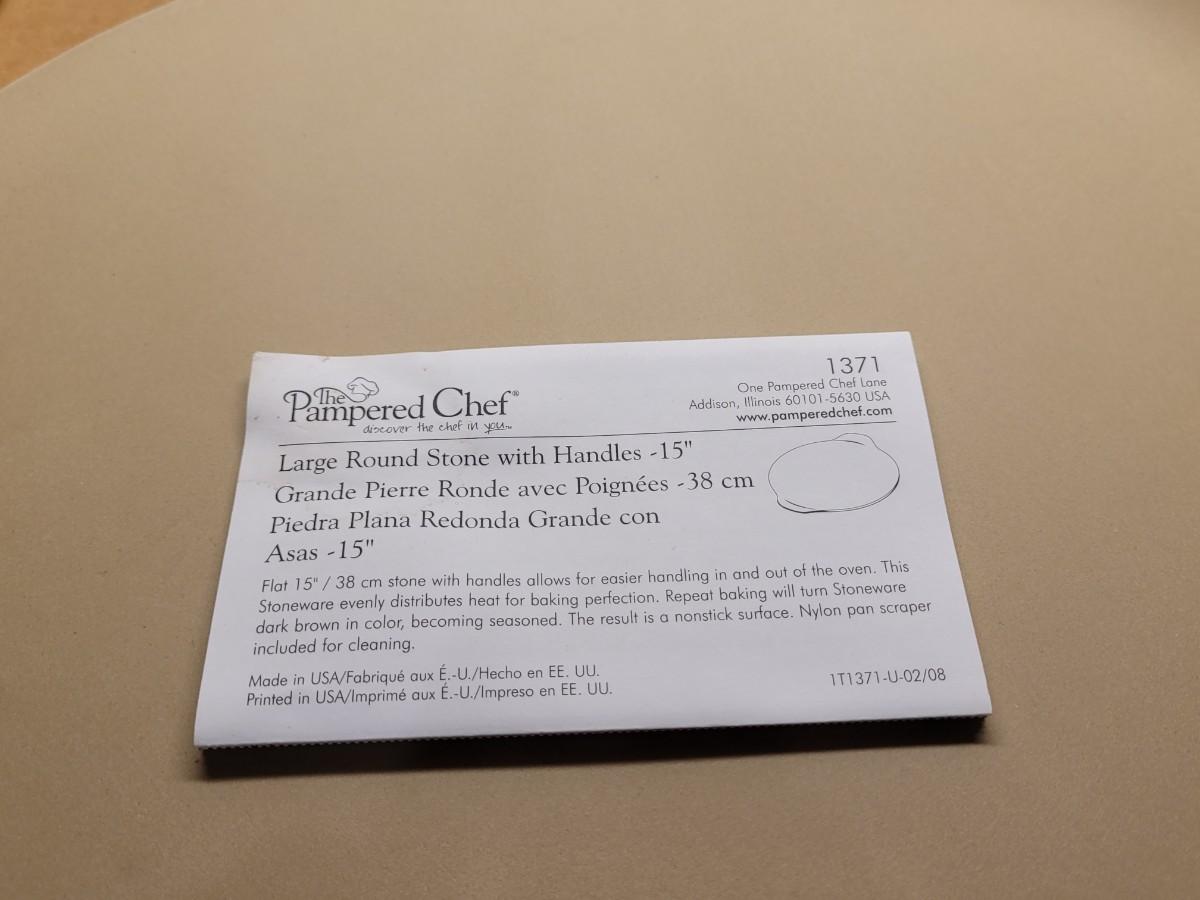 The
Pampered Chef®
discover the chef in you™
1371
One Pampered Chef Lane
Addison, Illinois 60101-5630 USA
www.pamperedchef.com
Large Round Stone with Handles -15"
Grande Pierre Ronde avec Poignées -38 cm
Piedra Plana Redonda Grande con
Asas -15"
Flat 15" / 38 cm stone with handles allows for easier handling in and out of the oven. This
Stoneware evenly distributes heat for baking perfection. Repeat baking will turn Stoneware
dark brown in color, becoming seasoned. The result is a nonstick surface. Nylon pan scraper
included for cleaning.
Made in USA/Fabriqué aux É.-U./Hecho en EE. UU.
Printed in USA/Imprimé aux É.-U./Impreso en EE. UU.
1T1371-U-02/08